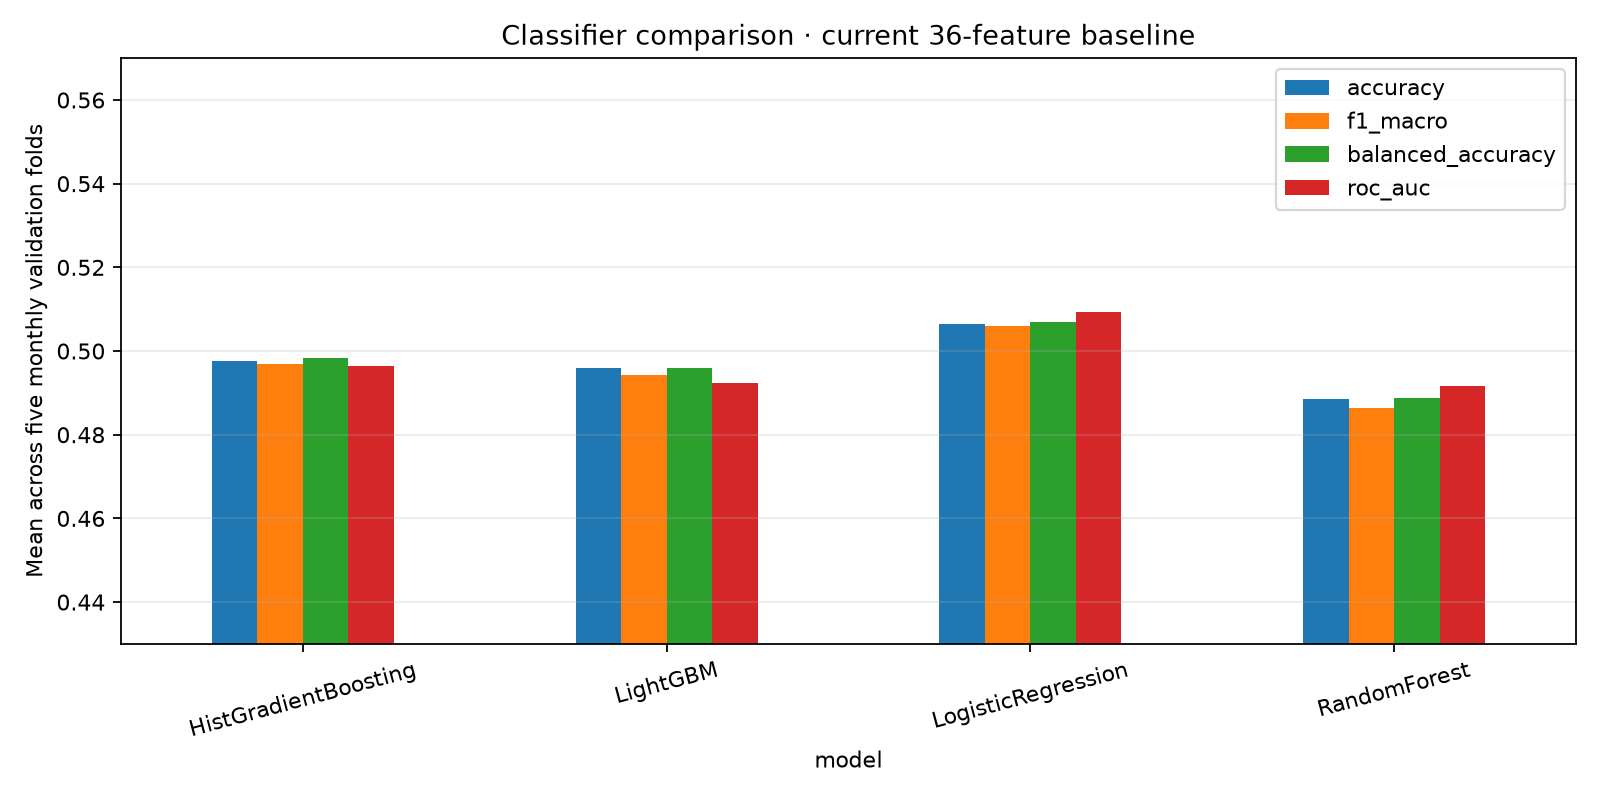 Classifier comparison · current 36-feature baseline
Mean across five monthly validation folds
0.56
0.54
0.52
0.50
0.48
0.46
0.44
accuracy
f1_macro
balanced_accuracy
roc_auc
HistGradientBoosting
LightGBM
LogisticRegression
RandomForest
model